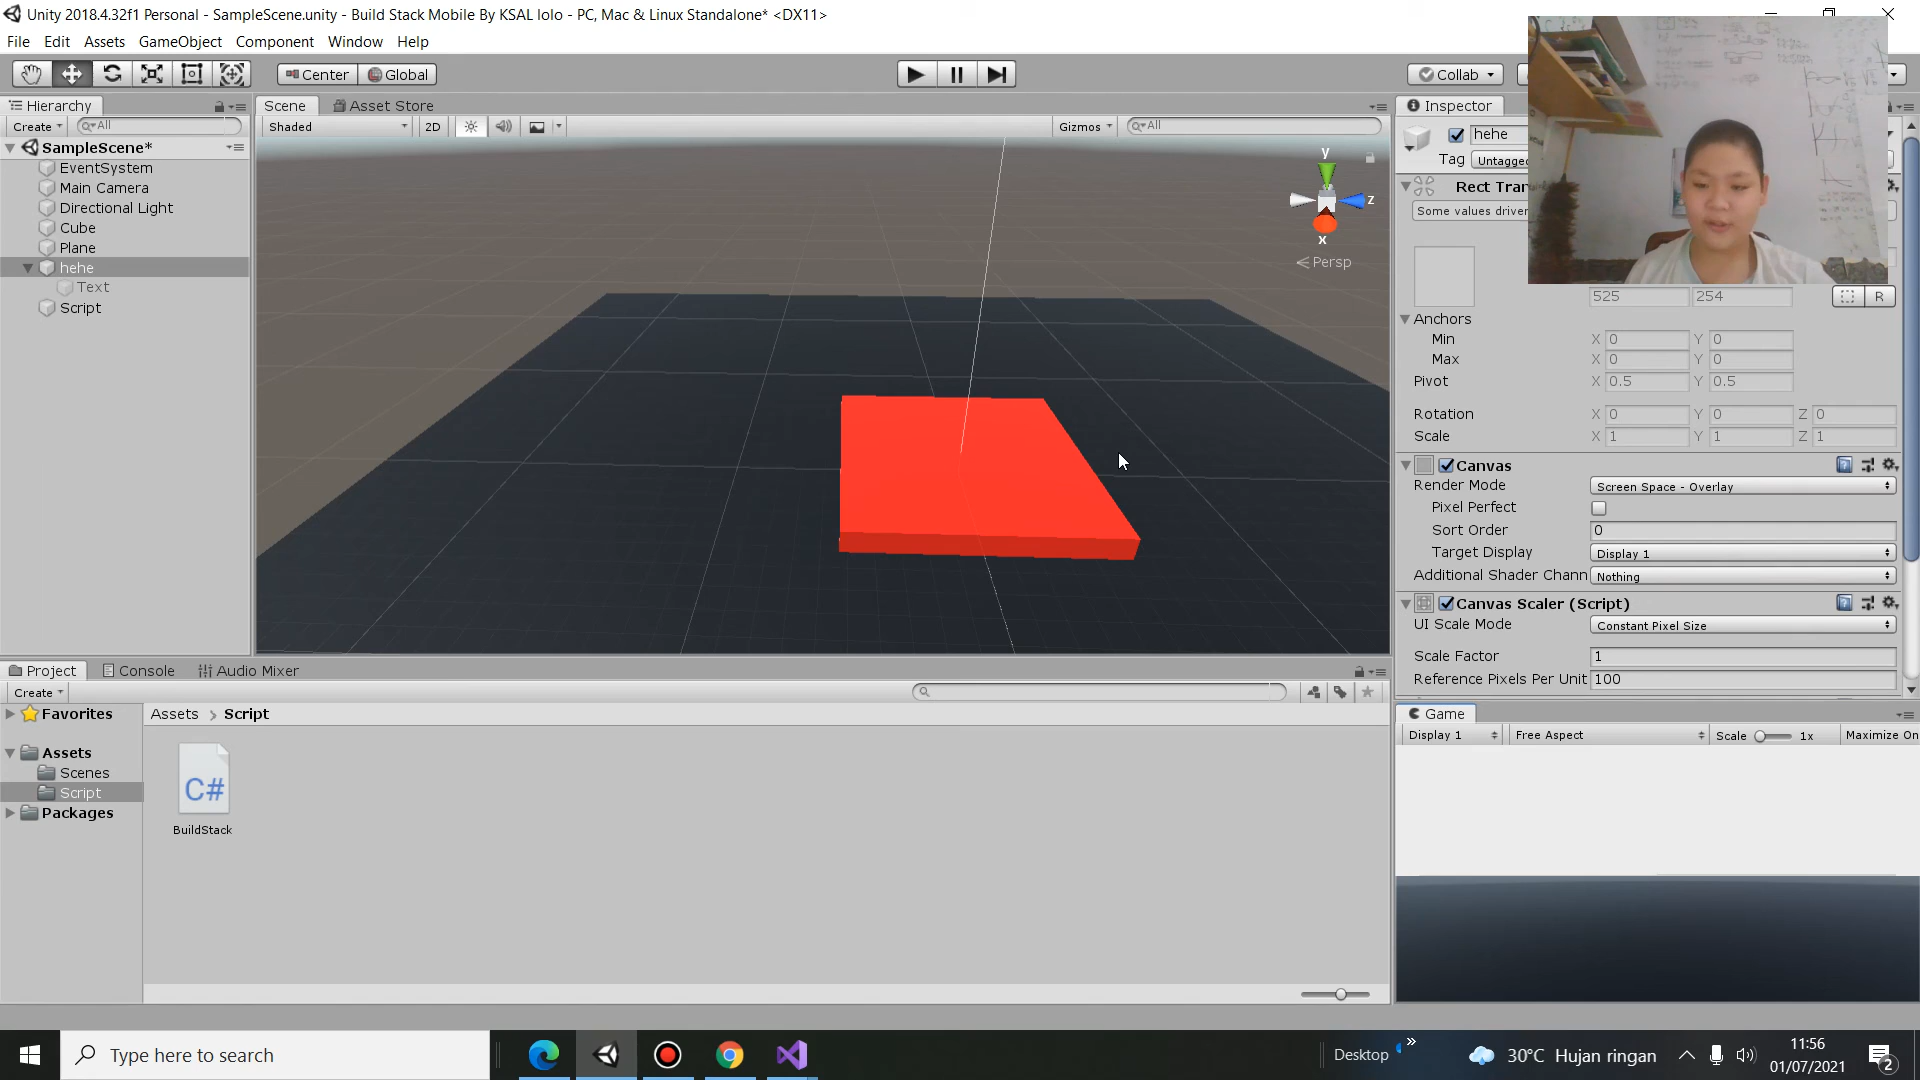 Unity 2018.4.32f1 Personal - SampleScene.unity - Build Stack Mobile By KSAL lolo - PC, Mac & Linux Standalone* <DX11>
File Edit Assets GameObject Component Window Help
Center Global Collab
Hierarchy Scene Asset Store Inspector
Create All Shaded 2D Gizmos All hehe
SampleScene*
Tag Untagged
EventSystem
Main Camera
Directional Light
Cube
Plane
hehe
Text
Script
y
z
x
Persp
Rect Tran
Some values driver
525 254 R
Anchors
Min X 0 Y 0
Max X 0 Y 0
Pivot X 0.5 Y 0.5
Rotation X 0 Y 0 Z 0
Scale X 1 Y 1 Z 1
Canvas
Render Mode Screen Space - Overlay
Pixel Perfect
Sort Order 0
Target Display Display 1
Additional Shader Chann Nothing
Canvas Scaler (Script)
UI Scale Mode Constant Pixel Size
Scale Factor 1
Reference Pixels Per Unit 100
Project Console Audio Mixer
Create
Favorites
Assets
Scenes
Script
Packages
Assets > Script
C#
BuildStack
Game
Display 1 Free Aspect Scale 1x Maximize On
Type here to search
Desktop » 30°C Hujan ringan 11:56
01/07/2021 2